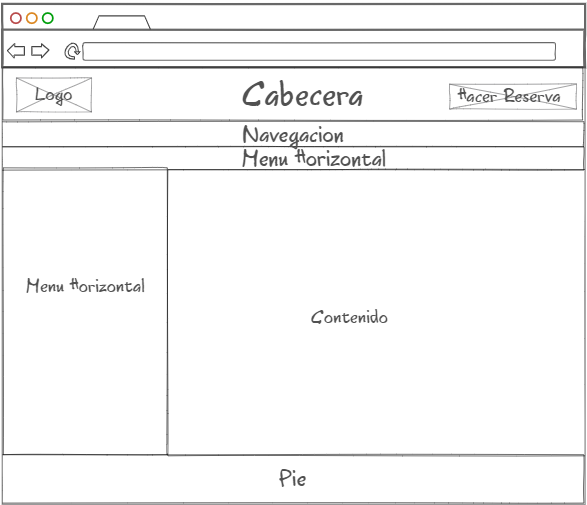 Logo
Cabecera
Hacer Reserva
Navegacion
Menu Horizontal
Menu Horizontal
Contenido
Pie